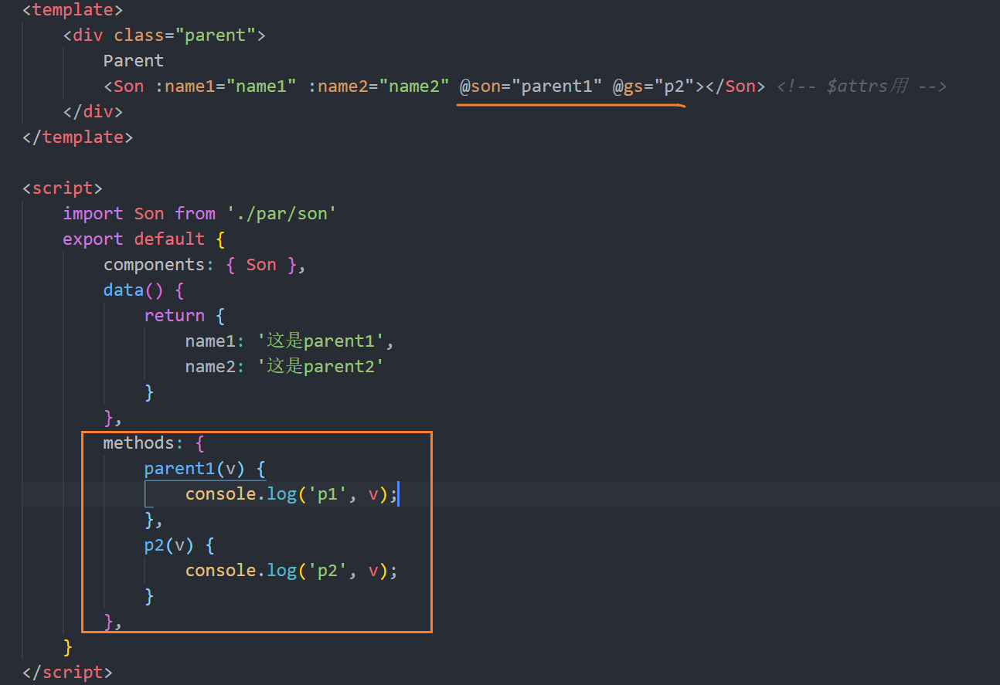 <template>
<div class="parent">
Parent
<Son :name1="name1" :name2="name2" @son="parent1" @gs="p2"></Son> <!-- $attrs用 -->
</div>
</template>
<script>
import Son from './par/son'
export default {
components: { Son },
data() {
return {
name1: '这是parent1',
name2: '这是parent2'
}
},
methods: {
parent1(v) {
console.log('p1', v);
},
p2(v) {
console.log('p2', v);
}
},
}
</script>